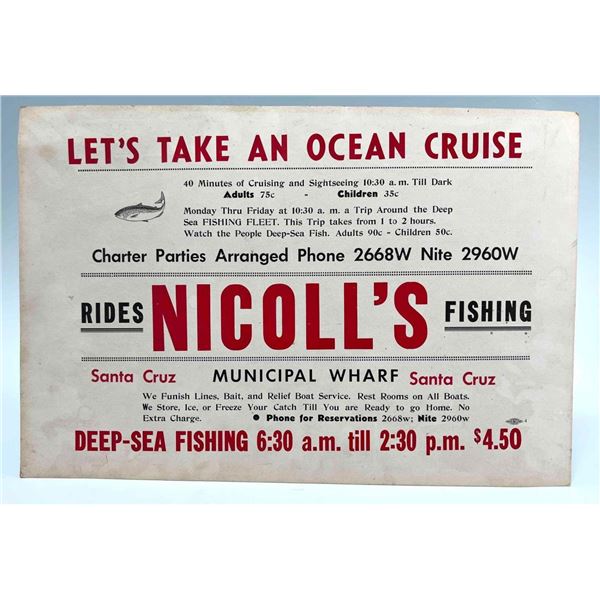 LET'S TAKE AN OCEAN CRUISE
40 Minutes of Cruising and Sightseeing 10:30 a. m. Till Dark
Adults 75c - Children 35c
Monday Thru Friday at 10:30 a. m. a Trip Around the Deep
Sea FISHING FLEET. This Trip takes from 1 to 2 hours.
Watch the People Deep-Sea Fish. Adults 90c - Children 50c.
Charter Parties Arranged Phone 2668W Nite 2960W
RIDES NICOLL'S FISHING
Santa Cruz MUNICIPAL WHARF Santa Cruz
We Funish Lines, Bait, and Relief Boat Service. Rest Rooms on All Boats.
We Store, Ice, or Freeze Your Catch Till You are Ready to go Home. No
Extra Charge. • Phone for Reservations 2668w; Nite 2960w
DEEP-SEA FISHING 6:30 a.m. till 2:30 p.m. $4.50